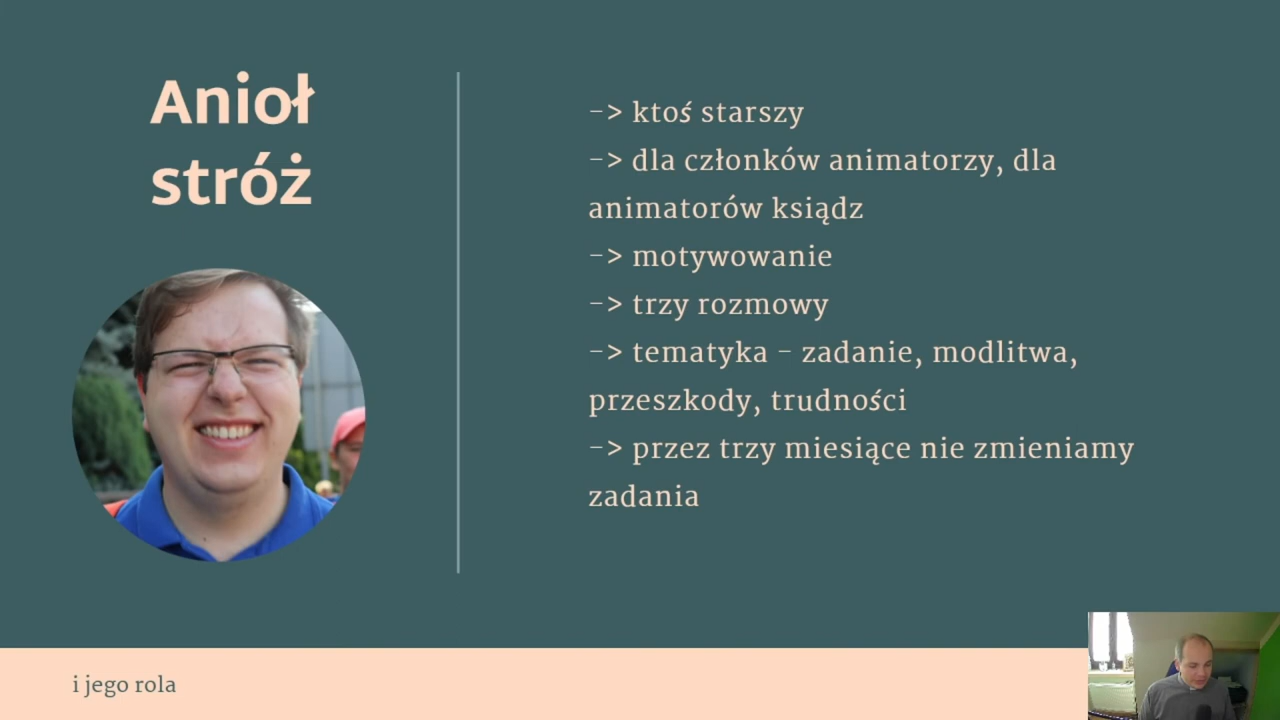 Anioł
stróż
-> ktoś starszy
-> dla członków animatorzy, dla
animatorów ksiądz
-> motywowanie
-> trzy rozmowy
-> tematyka - zadanie, modlitwa,
przeszkody, trudności
-> przez trzy miesiące nie zmieniamy
zadania
i jego rola